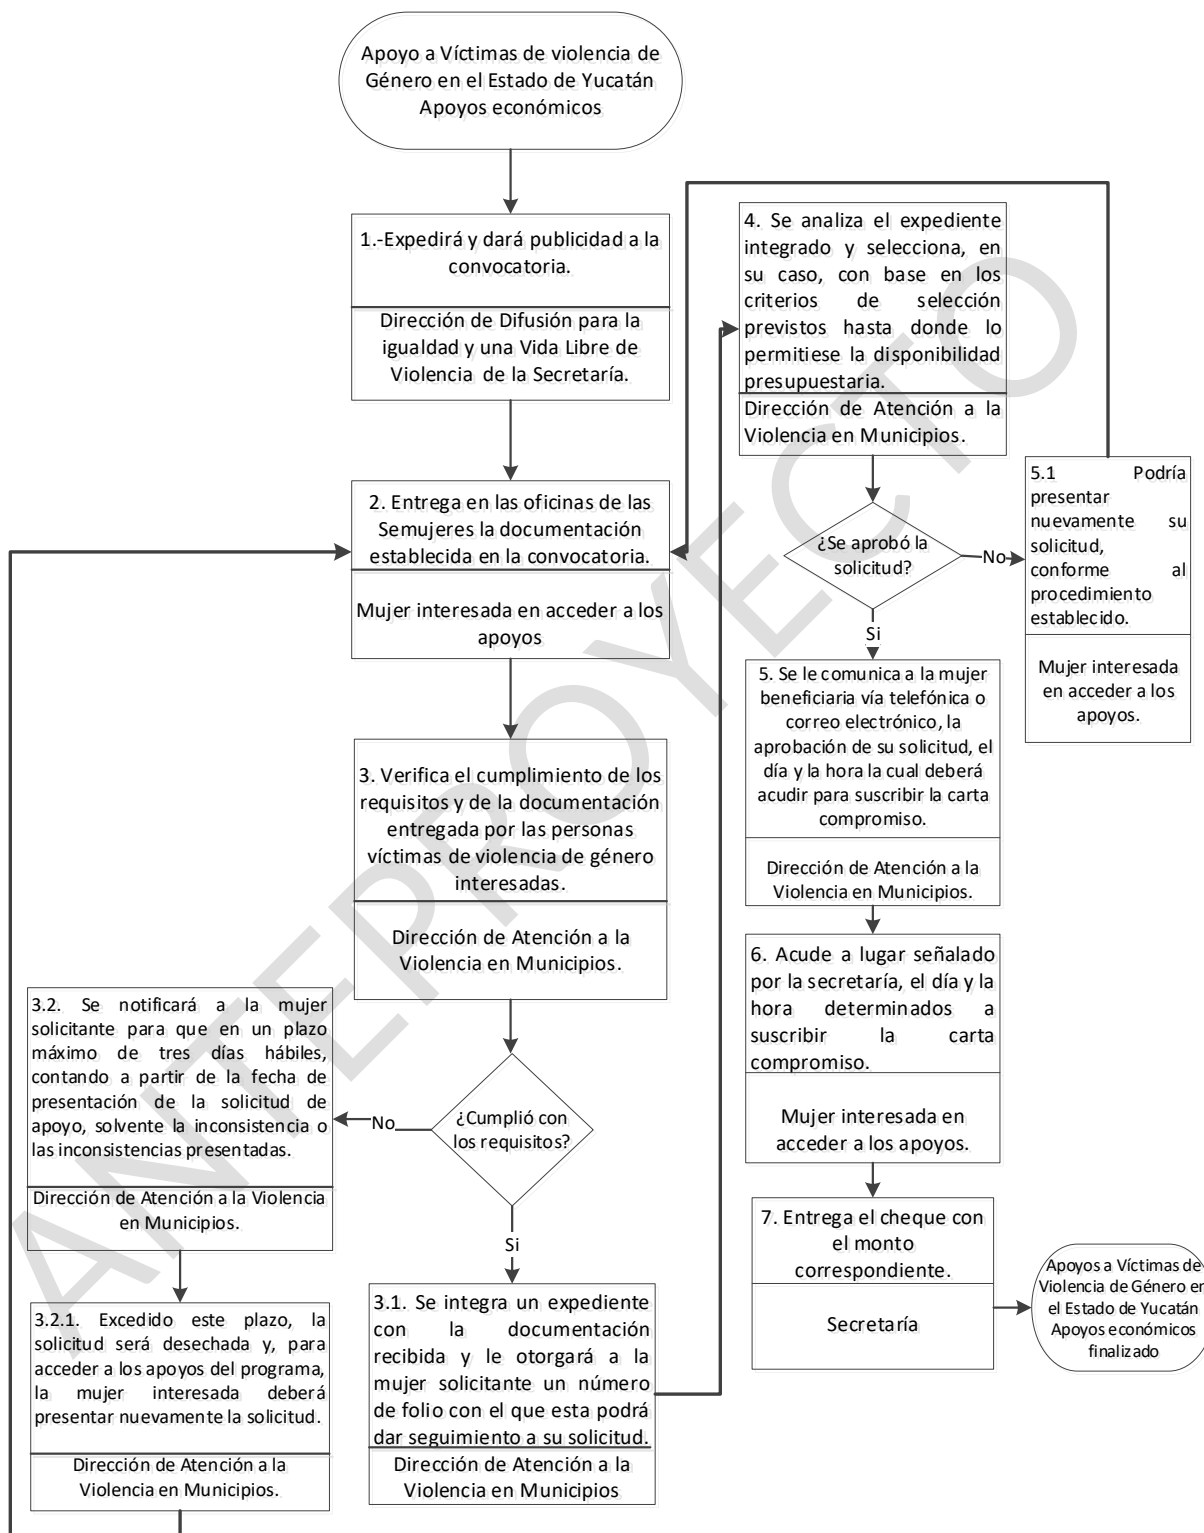 Apoyo a Víctimas de violencia de
Género en el Estado de Yucatán
Apoyos económicos
1.-Expedirá y dará publicidad a la
convocatoria.
Dirección de Difusión para la
igualdad y una Vida Libre de
Violencia de la Secretaría.
2. Entrega en las oficinas de las
Semujeres la documentación
establecida en la convocatoria.
Mujer interesada en acceder a los
apoyos
3. Verifica el cumplimiento de los
requisitos y de la documentación
entregada por las personas
víctimas de violencia de género
interesadas.
Dirección de Atención a la
Violencia en Municipios.
¿Cumplió con
los requisitos?
No
3.2. Se notificará a la mujer
solicitante para que en un plazo
máximo de tres días hábiles,
contando a partir de la fecha de
presentación de la solicitud de
apoyo, solvente la inconsistencia o
las inconsistencias presentadas.
Dirección de Atención a la Violencia
en Municipios.
3.2.1. Excedido este plazo, la
solicitud será desechada y, para
acceder a los apoyos del programa,
la mujer interesada deberá
presentar nuevamente la solicitud.
Dirección de Atención a la
Violencia en Municipios.
Si
3.1. Se integra un expediente
con la documentación
recibida y le otorgará a la
mujer solicitante un número
de folio con el que esta podrá
dar seguimiento a su solicitud.
Dirección de Atención a la
Violencia en Municipios
4. Se analiza el expediente
integrado y selecciona, en
su caso, con base en los
criterios de selección
previstos hasta donde lo
permitiese la disponibilidad
presupuestaria.
Dirección de Atención a la
Violencia en Municipios.
¿Se aprobó la
solicitud?
No
5.1 Podría
presentar
nuevamente su
solicitud,
conforme al
procedimiento
establecido.
Mujer interesada
en acceder a los
apoyos.
Si
5. Se le comunica a la mujer
beneficiaria vía telefónica o
correo electrónico, la
aprobación de su solicitud, el
día y la hora la cual deberá
acudir para suscribir la carta
compromiso.
Dirección de Atención a la
Violencia en Municipios.
6. Acude a lugar señalado
por la secretaría, el día y la
hora determinados a
suscribir la carta
compromiso.
Mujer interesada en
acceder a los apoyos.
7. Entrega el cheque con
el monto
correspondiente.
Secretaría
Apoyos a Víctimas de
Violencia de Género en
el Estado de Yucatán
Apoyos económicos
finalizado
ANTEPROYECTO